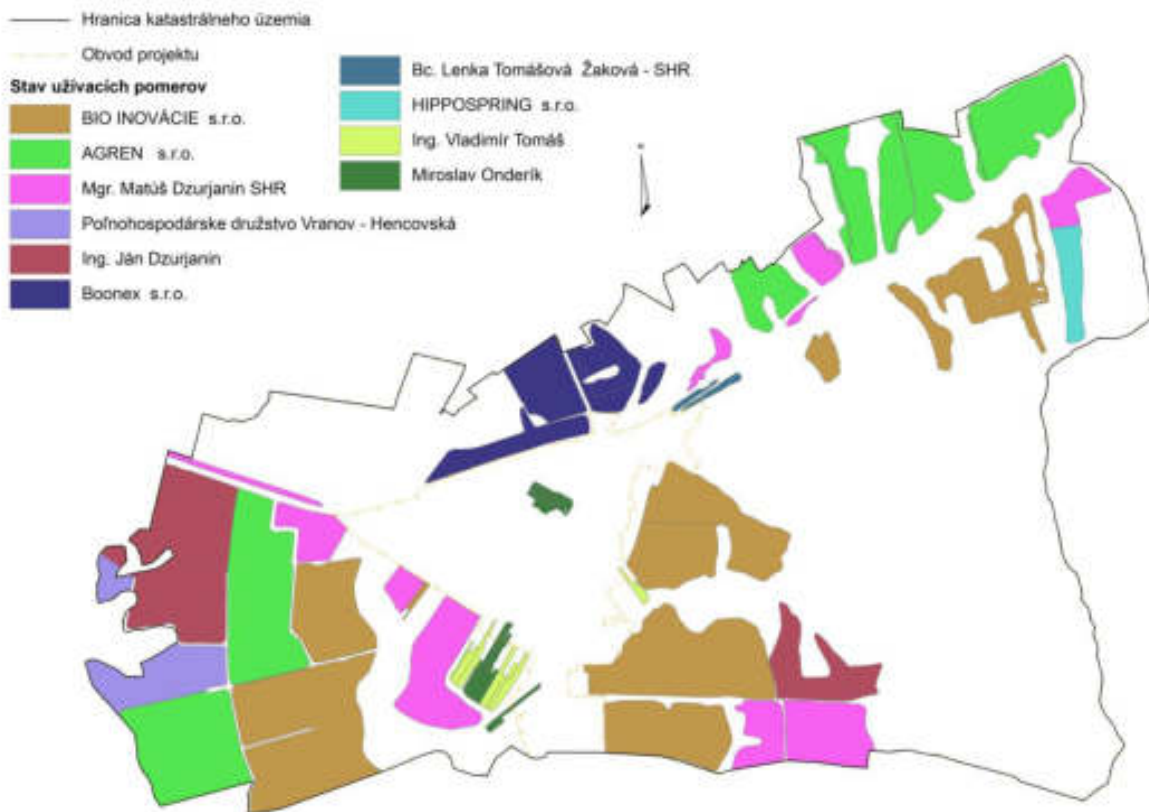 Hranica katastrálneho územia
Obvod projektu
Stav užívacích pomerov
BIO INOVÁCIE s.r.o.
AGREN s.r.o.
Mgr. Matúš Dzurjanin SHR
Poľnohospodárske družstvo Vranov - Hencovská
Ing. Ján Dzurjanin
Boonex s.r.o.
Bc. Lenka Tomášová Žaková - SHR
HIPPOSPRING s.r.o.
Ing. Vladimír Tomáš
Miroslav Onderík